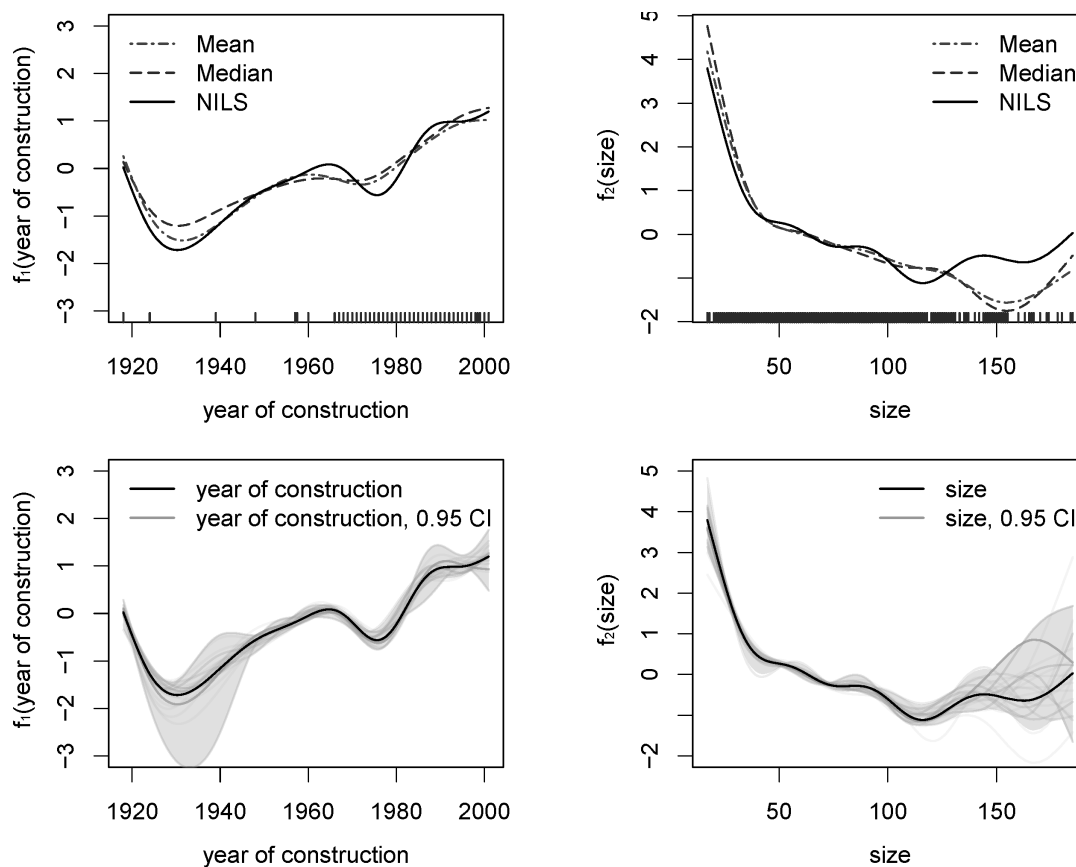 3
2
1
0
−1
−2
−3
f1(year of construction)
Mean
Median
NILS
1920
1940
1960
1980
2000
year of construction
5
4
3
2
1
0
−2
f2(size)
Mean
Median
NILS
50
100
150
size
3
2
1
0
−1
−2
−3
f1(year of construction)
year of construction
year of construction, 0.95 CI
1920
1940
1960
1980
2000
year of construction
5
4
3
2
1
0
−2
f2(size)
size
size, 0.95 CI
50
100
150
size